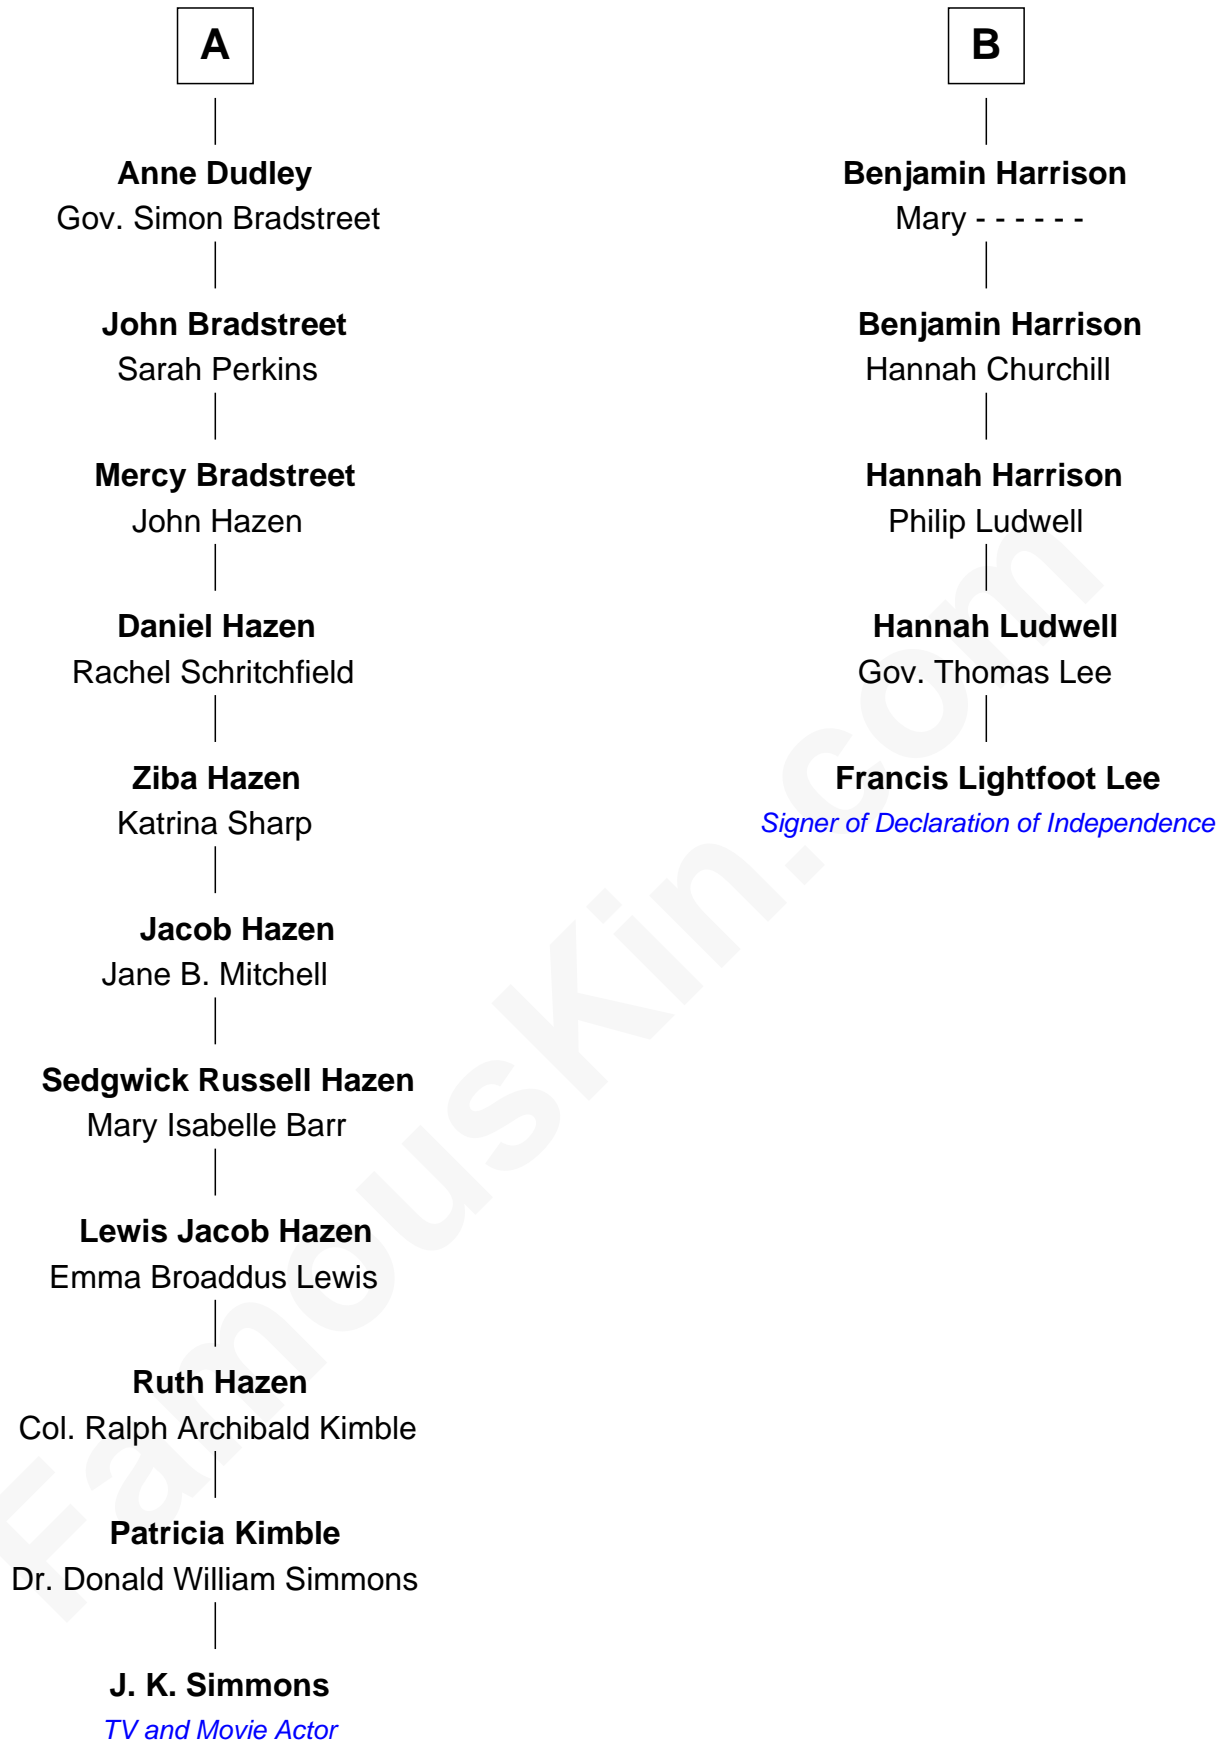 A
Anne Dudley
Gov. Simon Bradstreet
John Bradstreet
Sarah Perkins
Mercy Bradstreet
John Hazen
Daniel Hazen
Rachel Schritchfield
Ziba Hazen
Katrina Sharp
Jacob Hazen
Jane B. Mitchell
Sedgwick Russell Hazen
Mary Isabelle Barr
Lewis Jacob Hazen
Emma Broaddus Lewis
Ruth Hazen
Col. Ralph Archibald Kimble
Patricia Kimble
Dr. Donald William Simmons
J. K. Simmons
TV and Movie Actor
B
Benjamin Harrison
Mary - - - - - -
Benjamin Harrison
Hannah Churchill
Hannah Harrison
Philip Ludwell
Hannah Ludwell
Gov. Thomas Lee
Francis Lightfoot Lee
Signer of Declaration of Independence
FamousKin.com